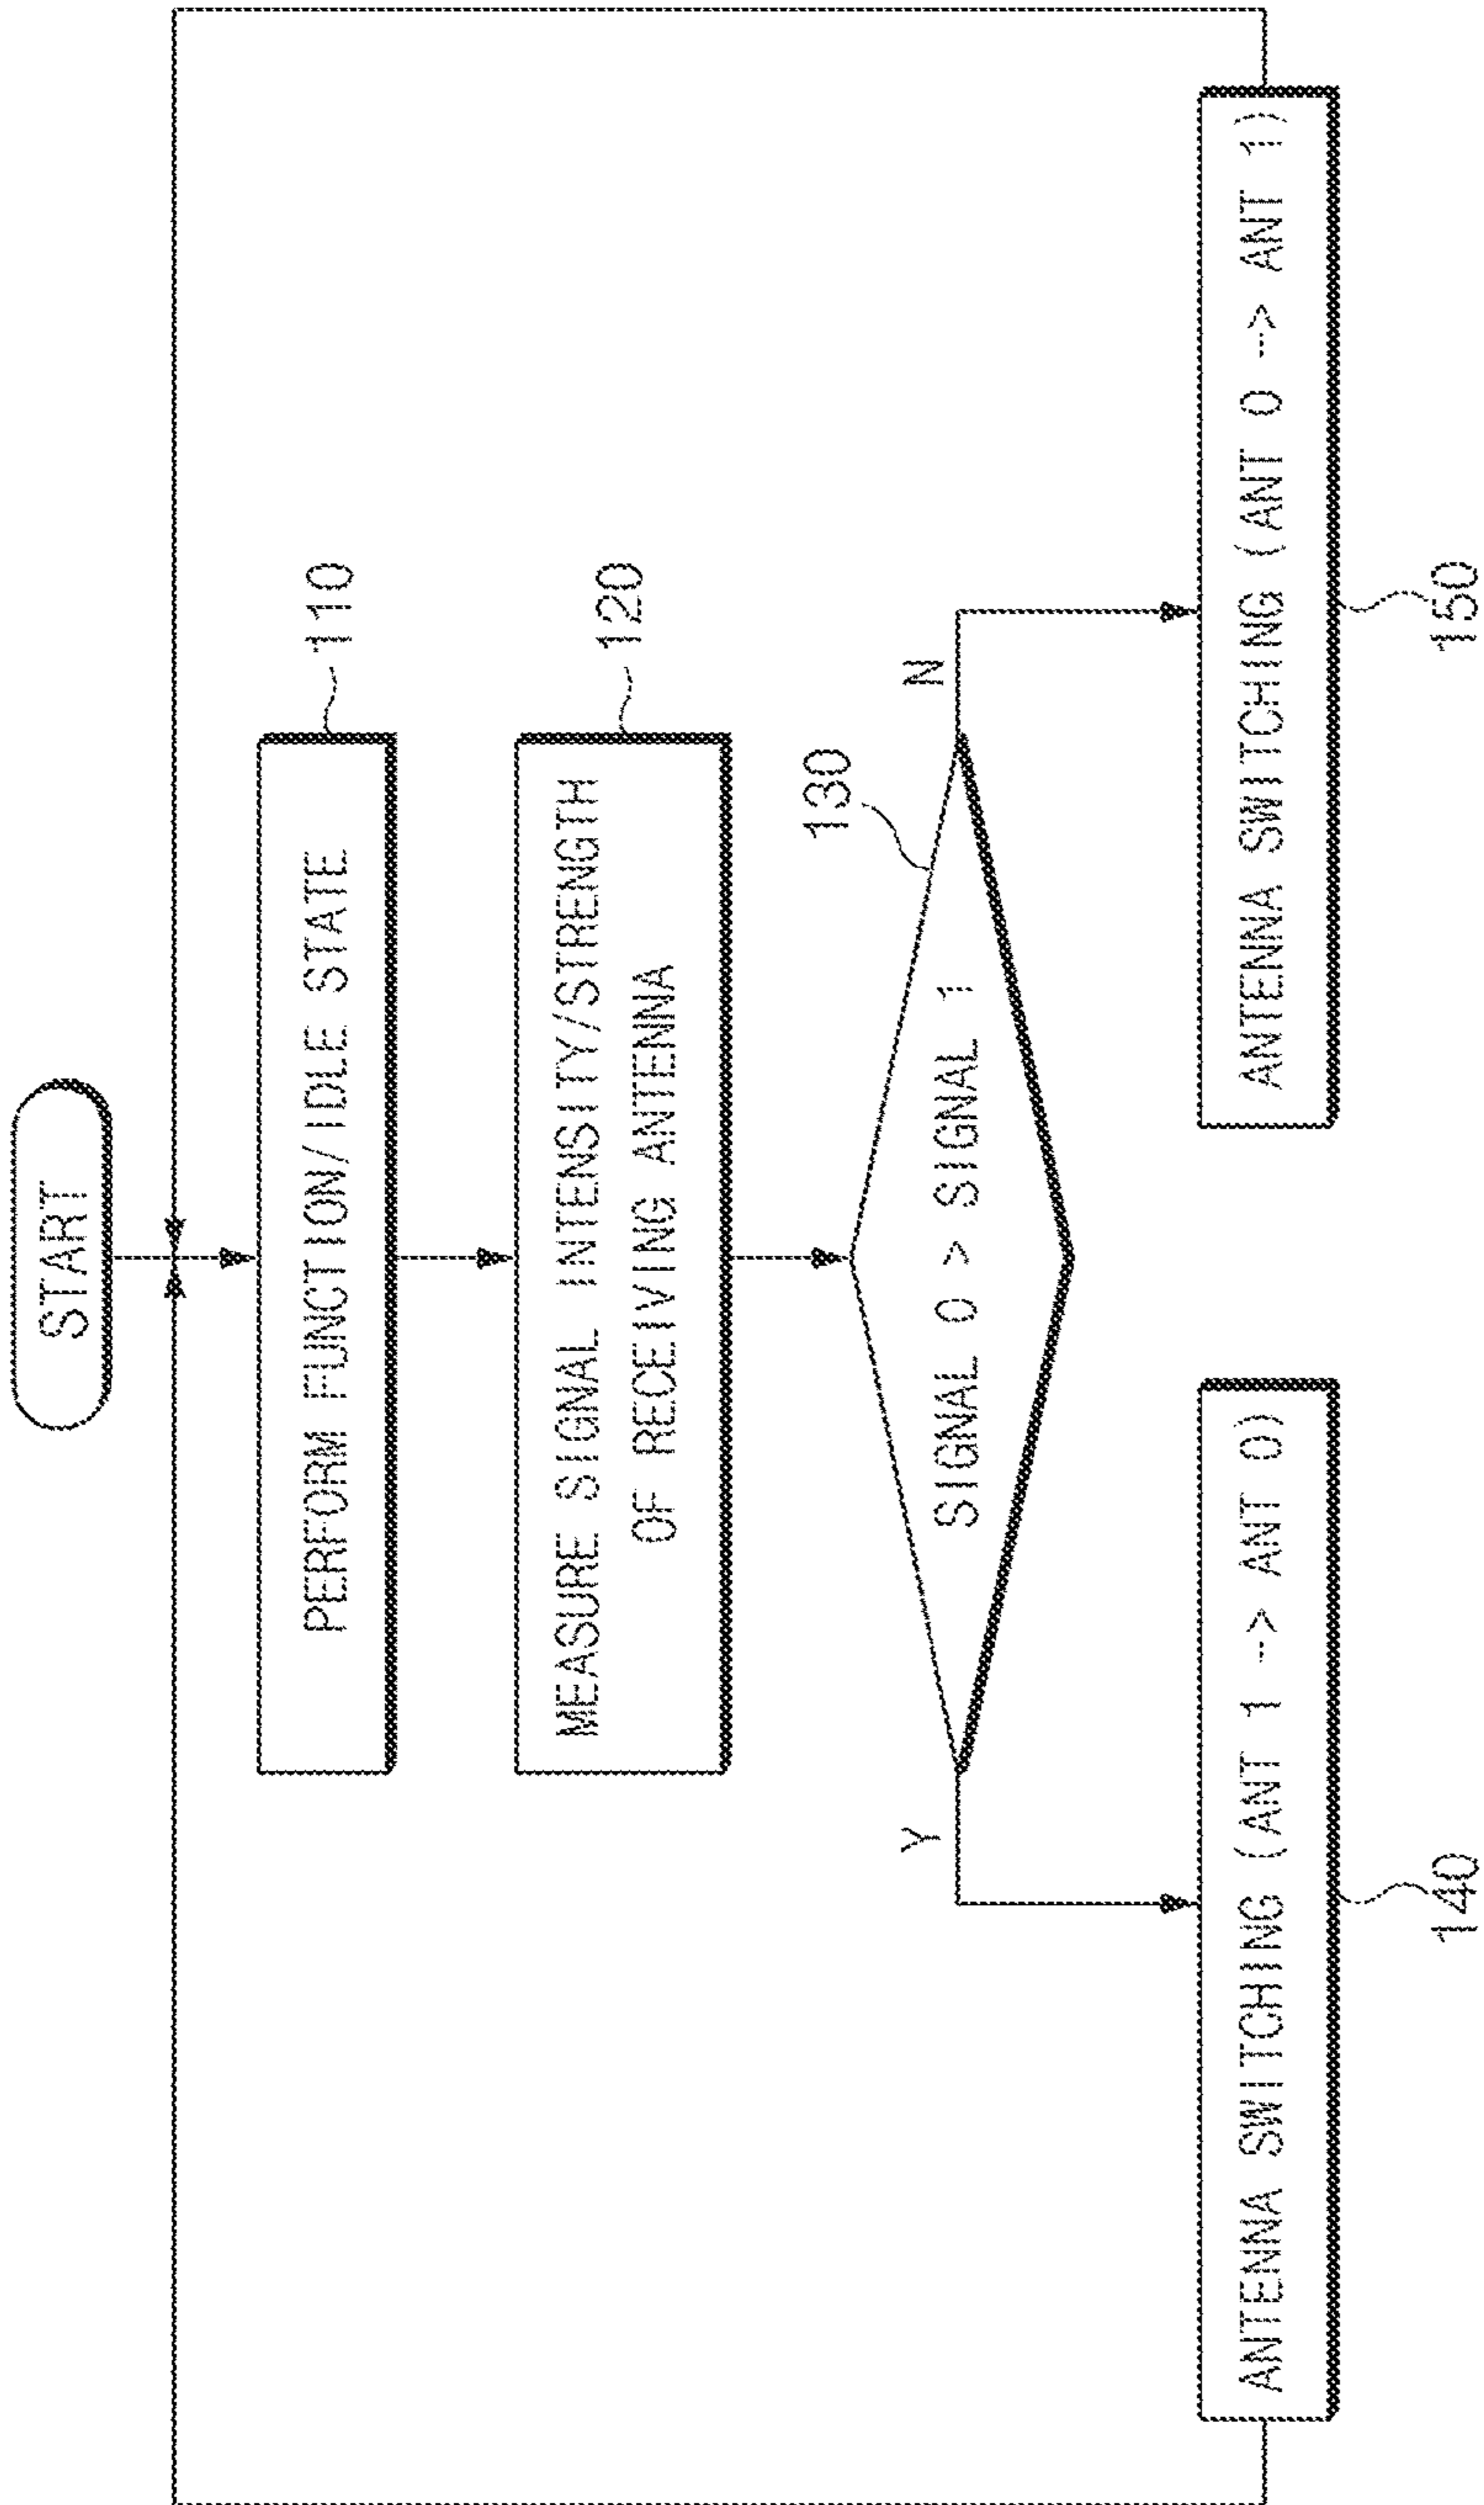 START
PERFORM FUNCTION/IDLE STATE
110
MEASURE SIGNAL INTENSITY/STRENGTH
OF RECEIVING ANTENNA
120
130
SIGNAL 0 > SIGNAL 1
Y
N
ANTENNA SWITCHING (ANT 1 -> ANT 0)
ANTENNA SWITCHING (ANT 0 --> ANT 1)
140
150